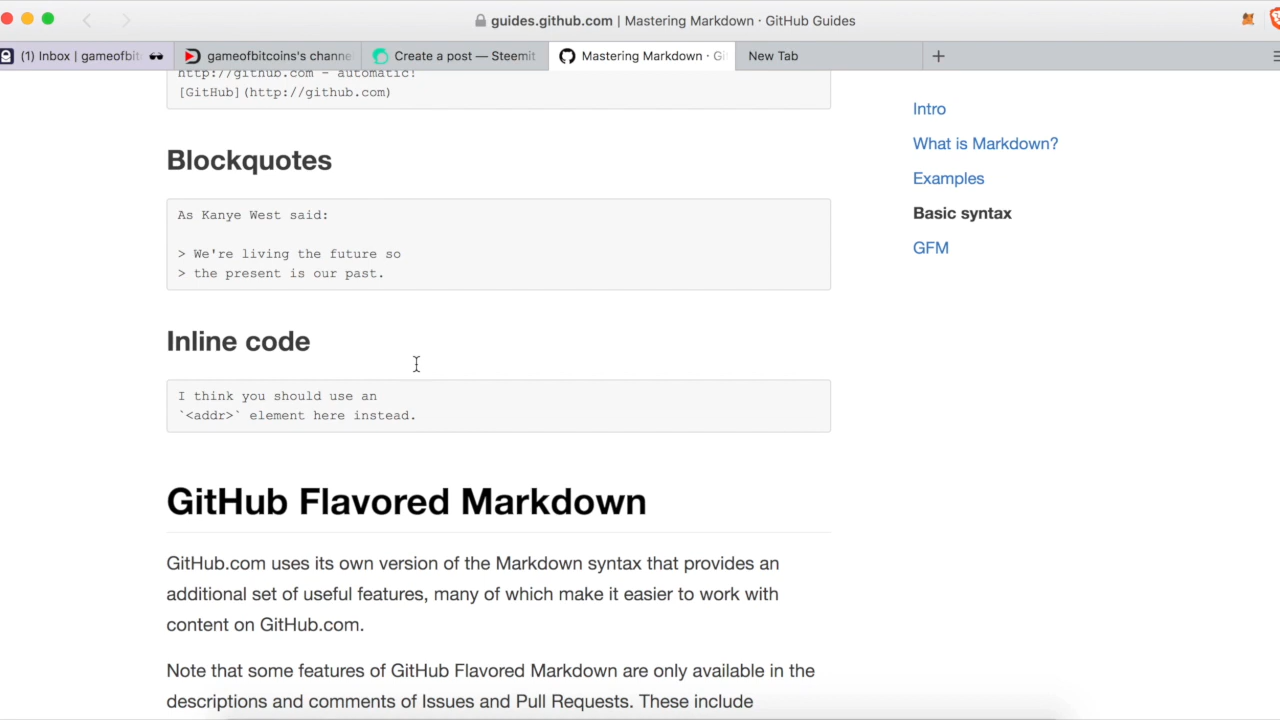 guides.github.com | Mastering Markdown · GitHub Guides
(1) Inbox | gameofbit
gameofbitcoins's channe
Create a post — Steemit
Mastering Markdown · Gi
New Tab
http://github.com - automatic!
[GitHub](http://github.com)
Blockquotes
As Kanye West said:
> We're living the future so
> the present is our past.
Inline code
I think you should use an
`<addr>` element here instead.
GitHub Flavored Markdown
GitHub.com uses its own version of the Markdown syntax that provides an
additional set of useful features, many of which make it easier to work with
content on GitHub.com.
Note that some features of GitHub Flavored Markdown are only available in the
descriptions and comments of Issues and Pull Requests. These include
Intro
What is Markdown?
Examples
Basic syntax
GFM